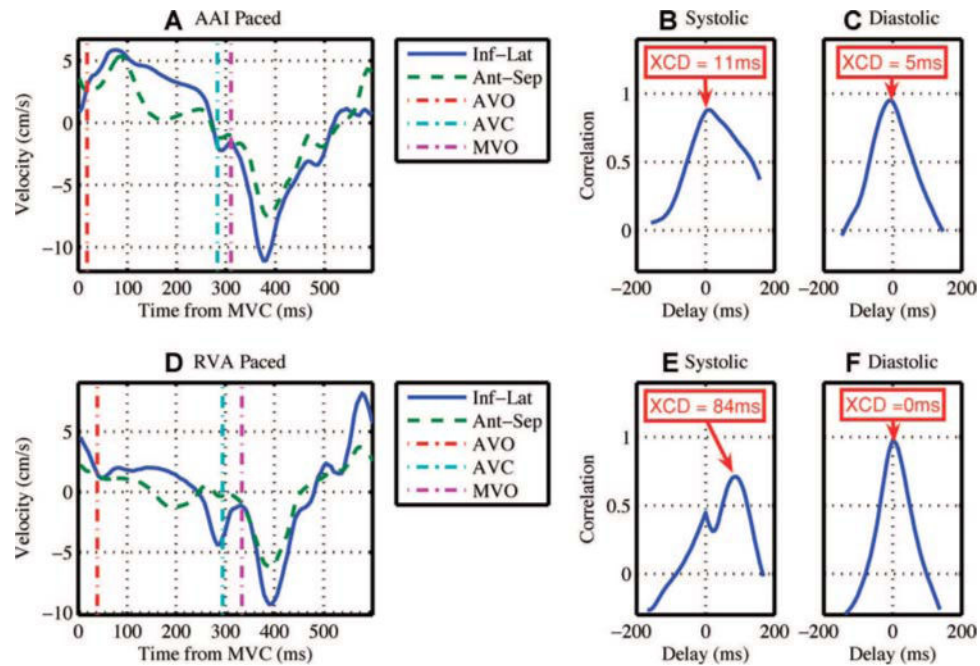 A AAI Paced
Velocity (cm/s)
5
0
−5
−10
0 100 200 300 400 500
Time from MVC (ms)
Inf-Lat
Ant-Sep
AVO
AVC
MVO
B Systolic
XCD = 11ms
Correlation
1
0.5
0
−200 0 200
Delay (ms)
C Diastolic
XCD = 5ms
−200 0 200
Delay (ms)
D RVA Paced
Velocity (cm/s)
5
0
−5
−10
0 100 200 300 400 500
Time from MVC (ms)
Inf-Lat
Ant-Sep
AVO
AVC
MVO
E Systolic
XCD = 84ms
Correlation
1
0.5
0
−200 0 200
Delay (ms)
F Diastolic
XCD =0ms
−200 0 200
Delay (ms)